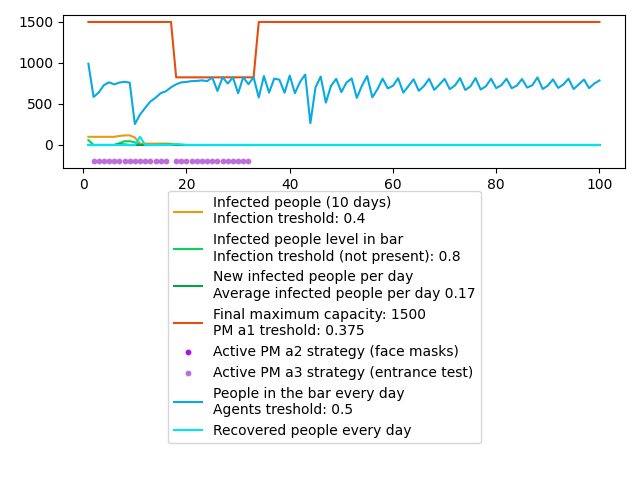 1500
1000
500
0
0
20
40
60
80
100
Infected people (10 days)
Infection treshold: 0.4
Infected people level in bar
Infection treshold (not present): 0.8
New infected people per day
Average infected people per day 0.17
Final maximum capacity: 1500
PM a1 treshold: 0.375
Active PM a2 strategy (face masks)
Active PM a3 strategy (entrance test)
People in the bar every day
Agents treshold: 0.5
Recovered people every day